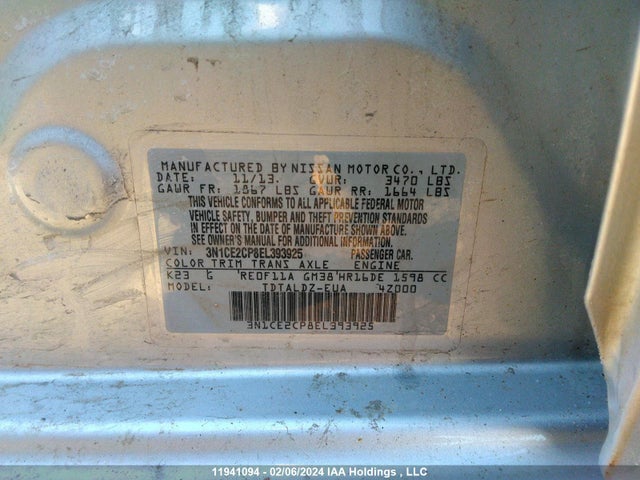 MANUFACTURED BY NISSAN MOTOR CO., LTD.
DATE: 11/13. GVWR: 3470 LBS
GAWR FR: 1867 LBS GAWR RR: 1664 LBS
THIS VEHICLE CONFORMS TO ALL APPLICABLE FEDERAL MOTOR
VEHICLE SAFETY, BUMPER AND THEFT PREVENTION STANDARDS
IN EFFECT ON THE DATE OF MANUFACTURE SHOWN ABOVE.
SEE OWNER'S MANUAL FOR ADDITIONAL INFORMATION.
VIN: 3N1CE2CP8EL393925 PASSENGER CAR.
COLOR TRIM TRANS AXLE ENGINE
K23 G RE0F11A GM38 HR16DE 1598 CC
MODEL: TDTALDZ-EUA 4Z000
3N1CE2CP8EL393925
11941094 - 02/06/2024 IAA Holdings , LLC